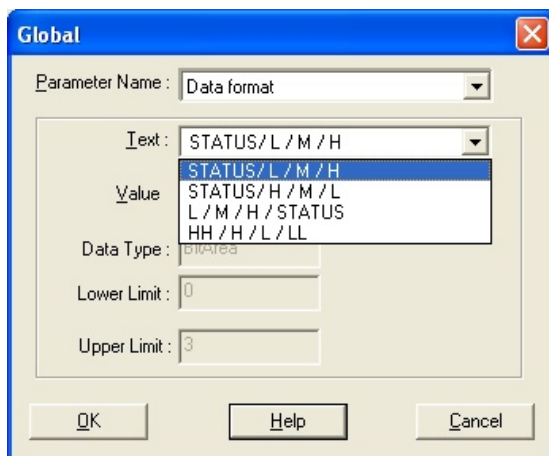 Global
Parameter Name : Data format
Text : STATUS/ L / M / H
STATUS/ L / M / H
STATUS/ H / M / L
L / M / H / STATUS
HH / H / L / LL
Value
Data Type : BitArea
Lower Limit : 0
Upper Limit : 3
OK Help Cancel